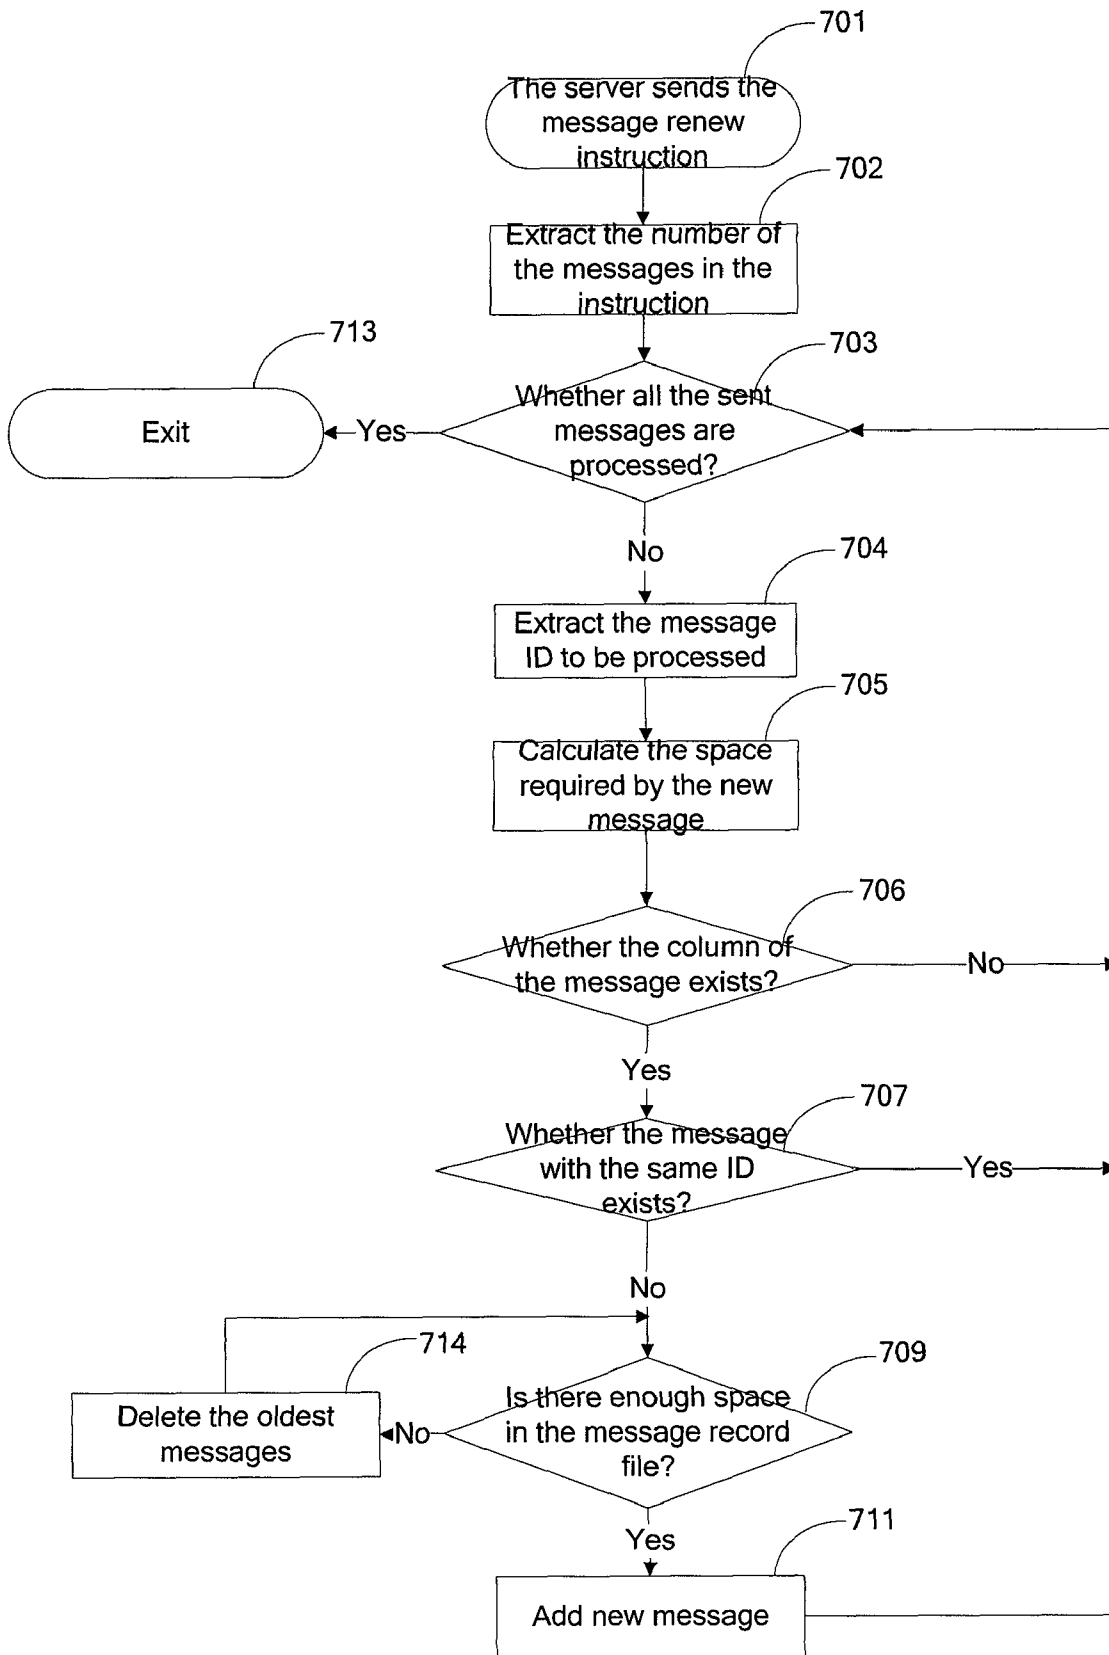 701
The server sends the
message renew
instruction
702
Extract the number of
the messages in the
instruction
713
703
Exit
Yes
Whether all the sent
messages are
processed?
No
704
Extract the message
ID to be processed
705
Calculate the space
required by the new
message
706
Whether the column of
the message exists?
No
Yes
707
Whether the message
with the same ID
exists?
Yes
No
714
709
Delete the oldest
messages
No
Is there enough space
in the message record
file?
Yes
711
Add new message